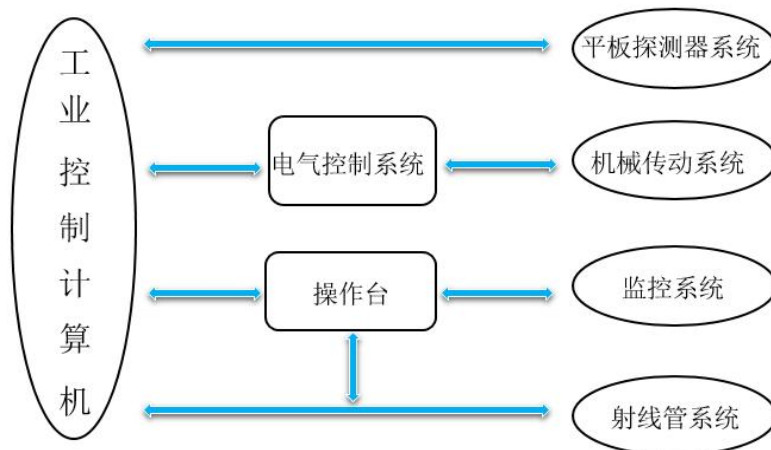 工业控制计算机
平板探测器系统
电气控制系统
机械传动系统
操作台
监控系统
射线管系统